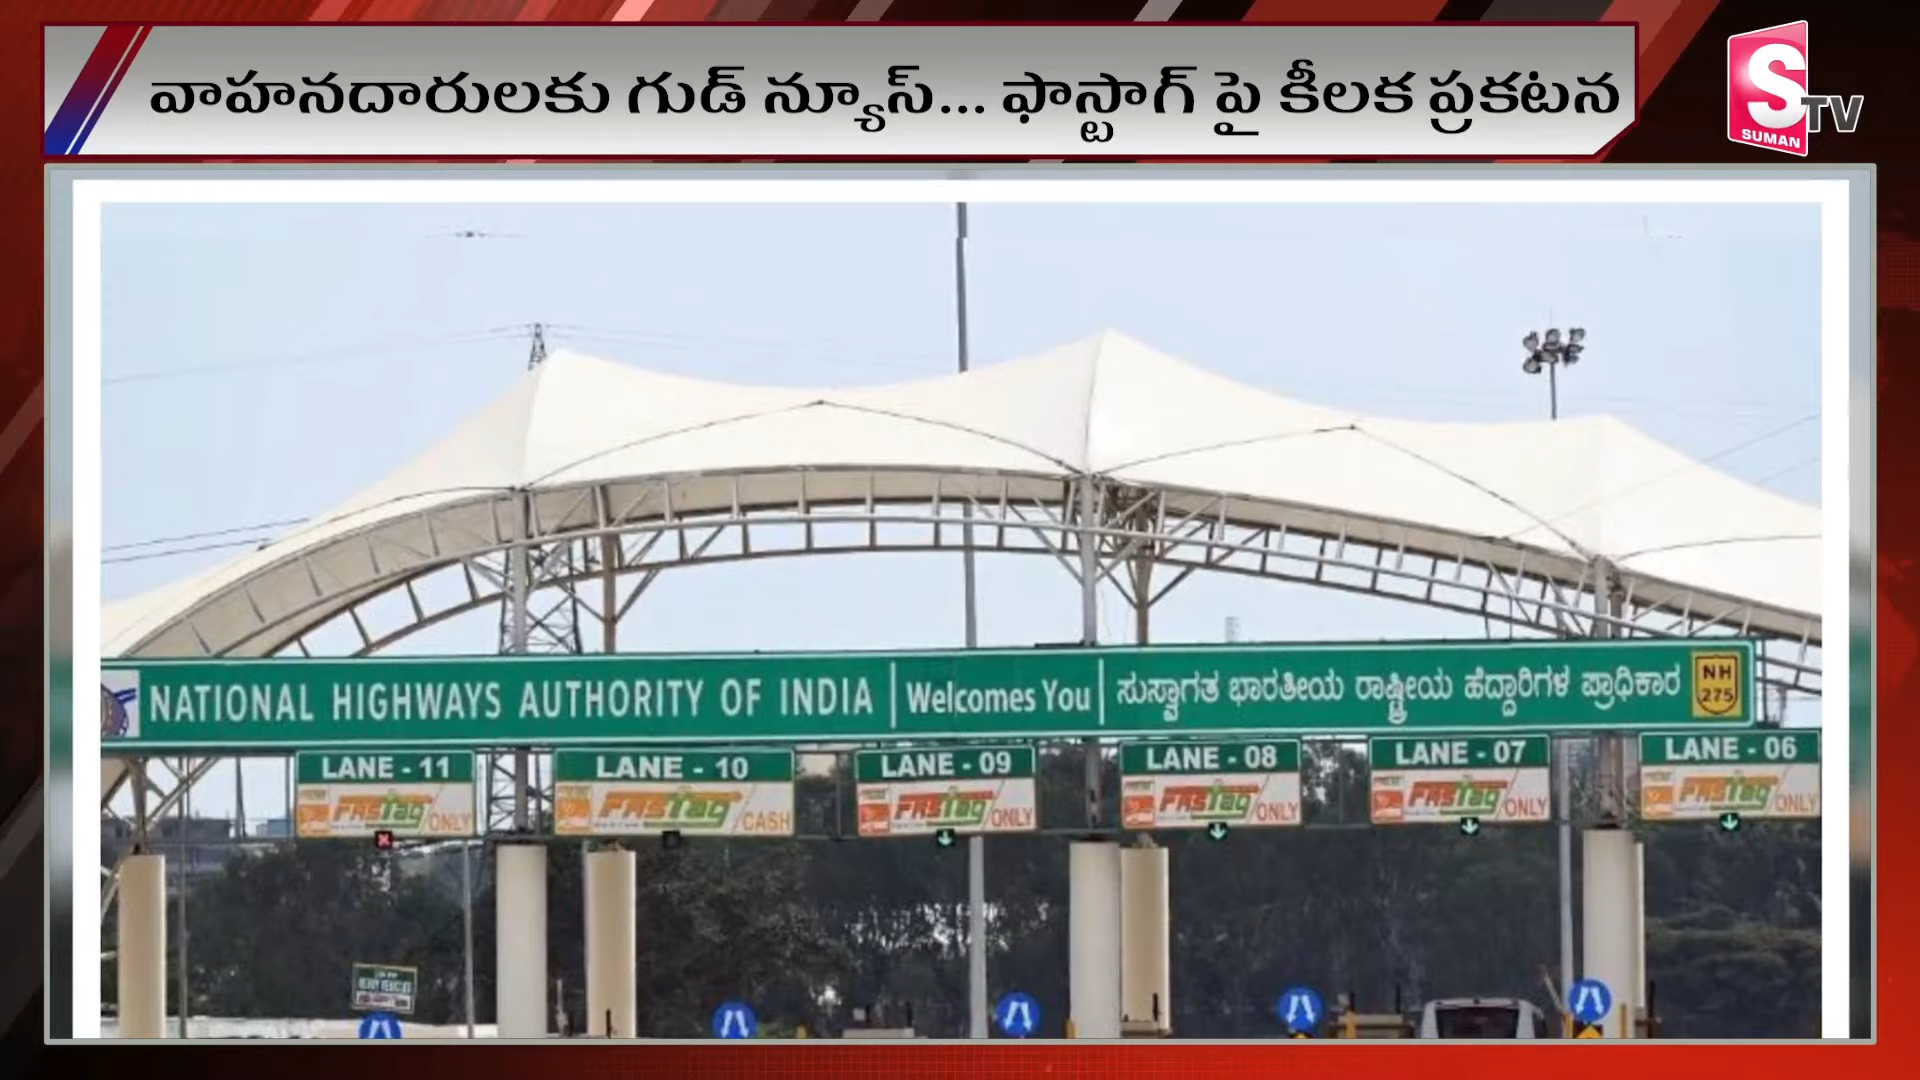 వాహనదారులకు గుడ్ న్యూస్... ఫాస్టాగ్ పై కీలక ప్రకటన
S TV
SUMAN
NATIONAL HIGHWAYS AUTHORITY OF INDIA Welcomes You ಸುಸ್ವಾಗತ ಭಾರತೀಯ ರಾಷ್ಟ್ರೀಯ ಹೆದ್ದಾರಿಗಳ ಪ್ರಾಧಿಕಾರ NH 275
LANE - 11 LANE - 10 LANE - 09 LANE - 08 LANE - 07 LANE - 06
FASTag ONLY FASTag CASH FASTag ONLY FASTag ONLY FASTag ONLY FASTag ONLY
HEAVY VEHICLES